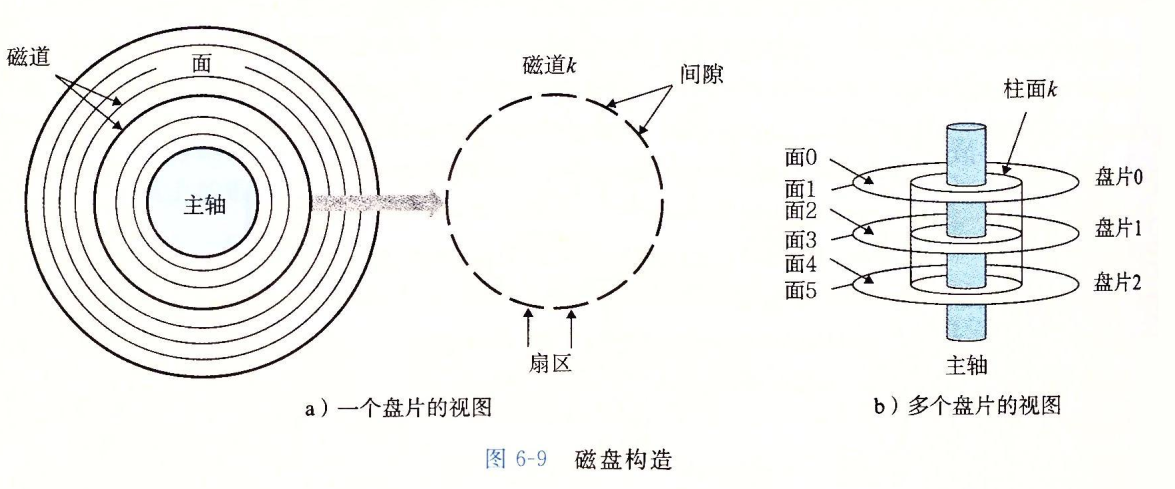 磁道
面
主轴
磁道k
间隙
扇区
a）一个盘片的视图
柱面k
面0
面1
面2
面3
面4
面5
盘片0
盘片1
盘片2
主轴
b）多个盘片的视图
图 6-9 磁盘构造